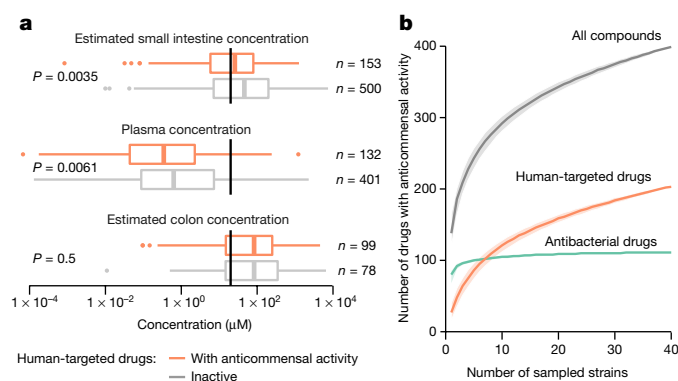 a
Estimated small intestine concentration
P = 0.0035
n = 153
n = 500
Plasma concentration
P = 0.0061
n = 132
n = 401
Estimated colon concentration
P = 0.5
n = 99
n = 78
1 × 10⁻⁴ 1 × 10⁻² 1 × 10⁰ 1 × 10² 1 × 10⁴
Concentration (μM)
Human-targeted drugs: With anticommensal activity
Inactive
b
Number of drugs with anticommensal activity
400
300
200
100
0
All compounds
Human-targeted drugs
Antibacterial drugs
0 10 20 30 40
Number of sampled strains